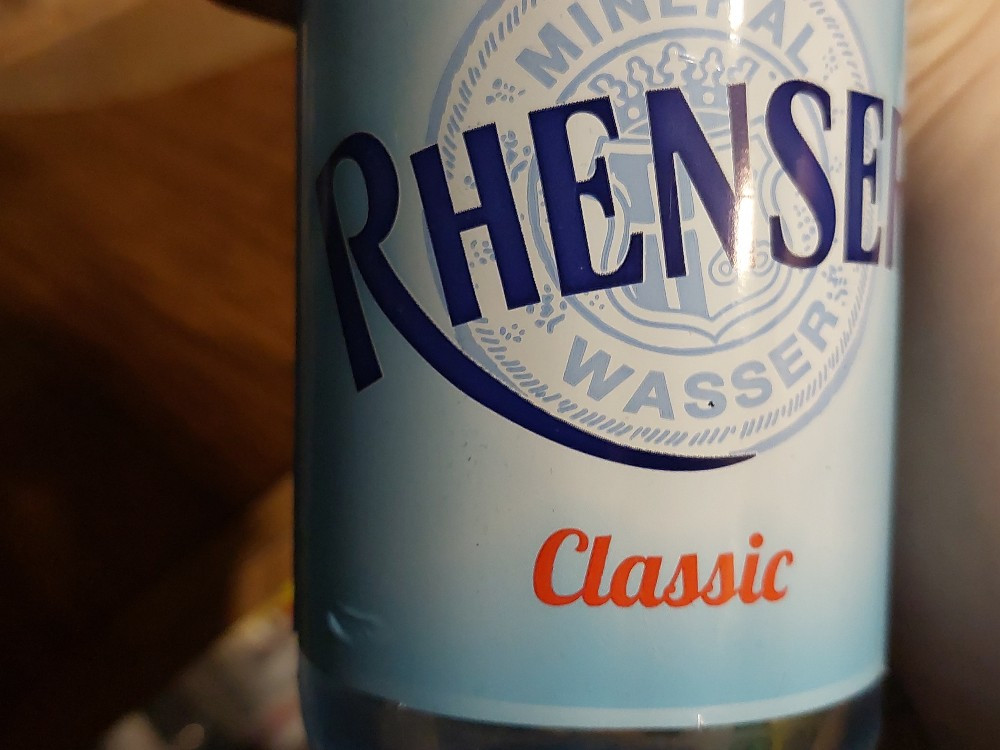 MINERAL
RHENSER
WASSER
Classic